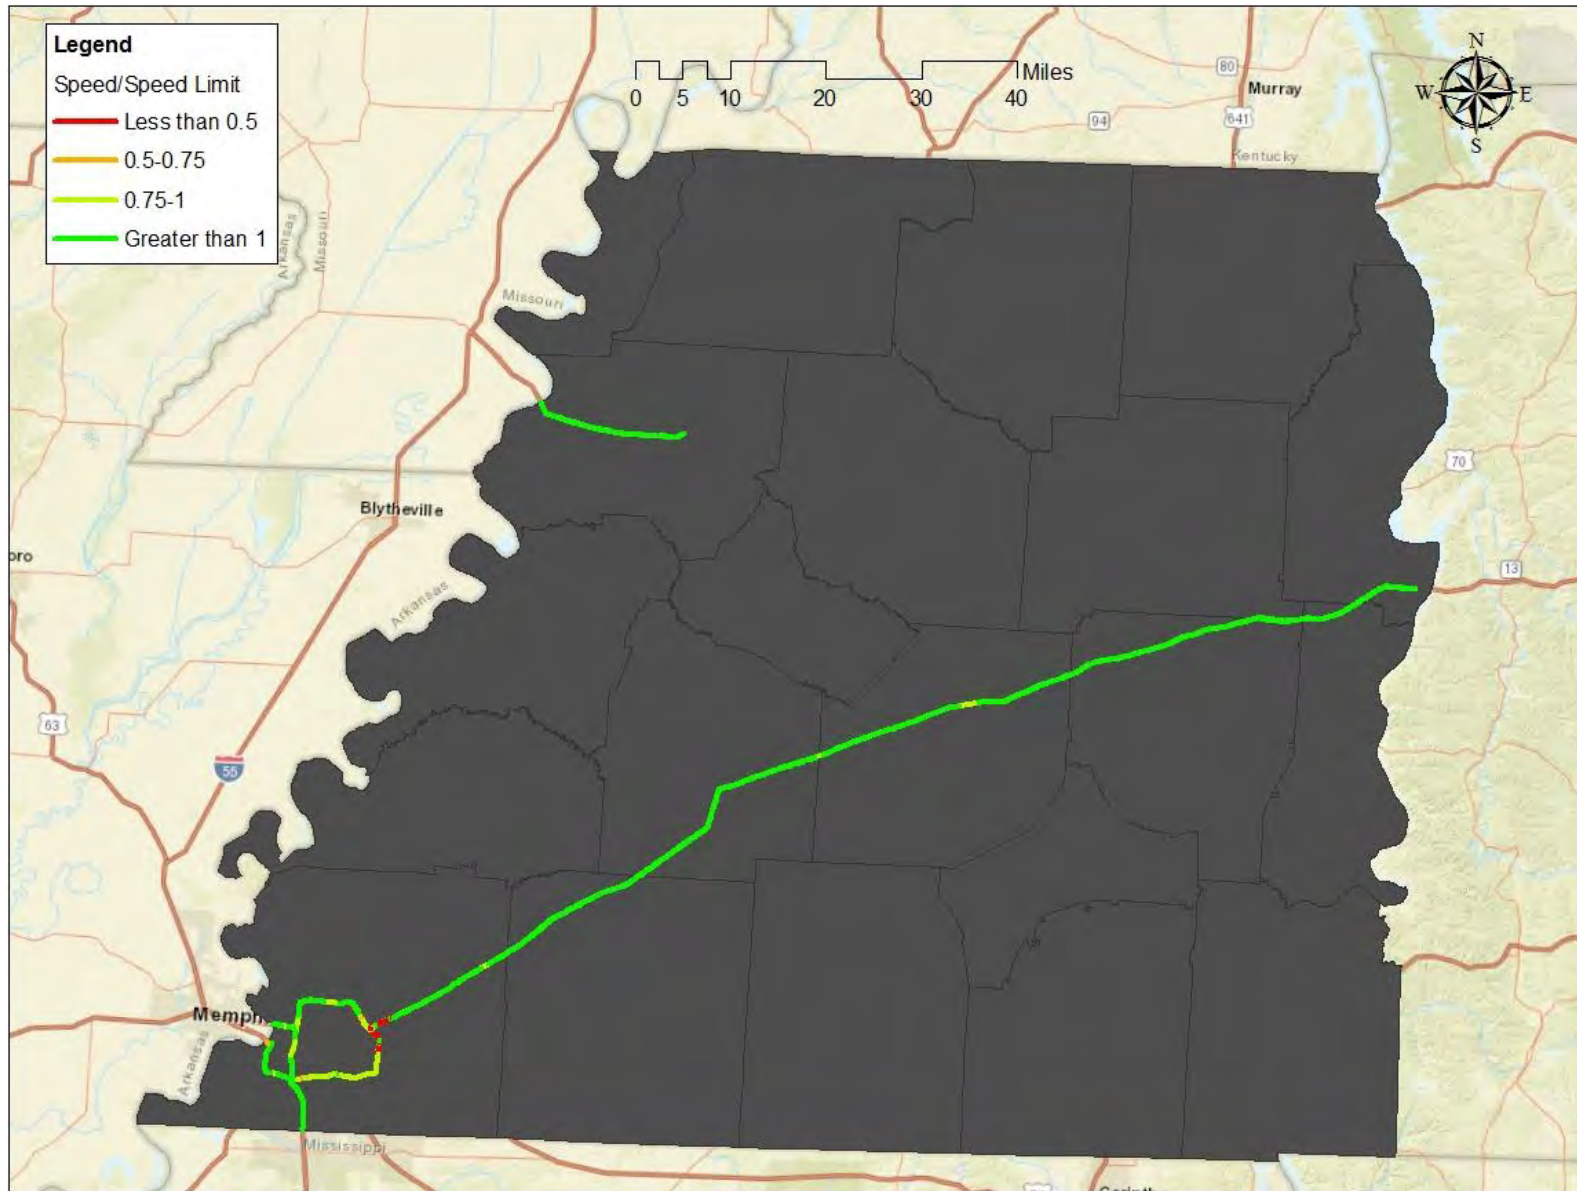 Legend
Speed/Speed Limit
Less than 0.5
0.5-0.75
0.75-1
Greater than 1
Miles
0 5 10 20 30 40
N
W E
S
80
Murray
94
641
Kentucky
Arkansas
Missouri
Missouri
70
Blytheville
oro
13
Arkansas
63
55
Memph
Arkansas
Mississippi